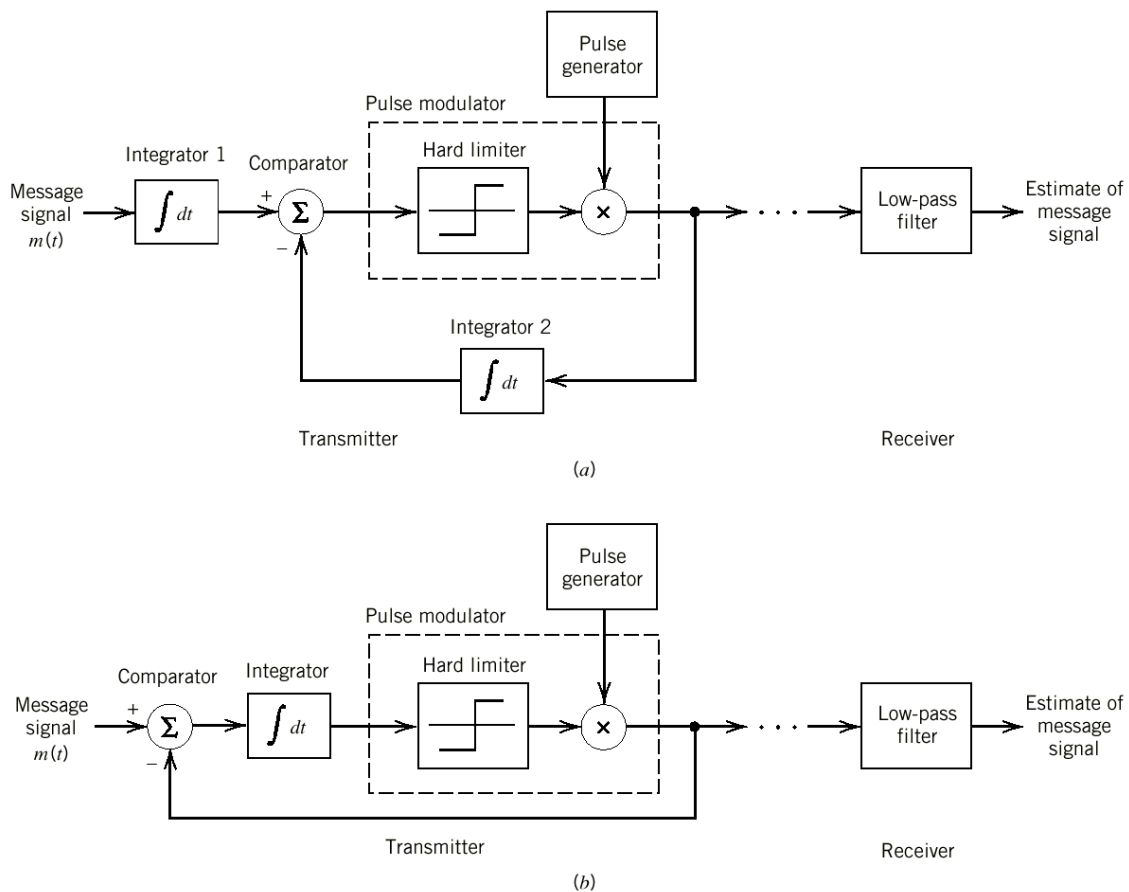 Pulse
generator
Pulse modulator
Integrator 1
Comparator
Hard limiter
Message
signal
m(t)
∫ dt
+
Σ
−
×
. . . .
Low-pass
filter
Estimate of
message
signal
Integrator 2
∫ dt
Transmitter
Receiver
(a)
Pulse
generator
Pulse modulator
Comparator
Integrator
Hard limiter
Message
signal
m(t)
+
Σ
−
∫ dt
×
. . . .
Low-pass
filter
Estimate of
message
signal
Transmitter
Receiver
(b)